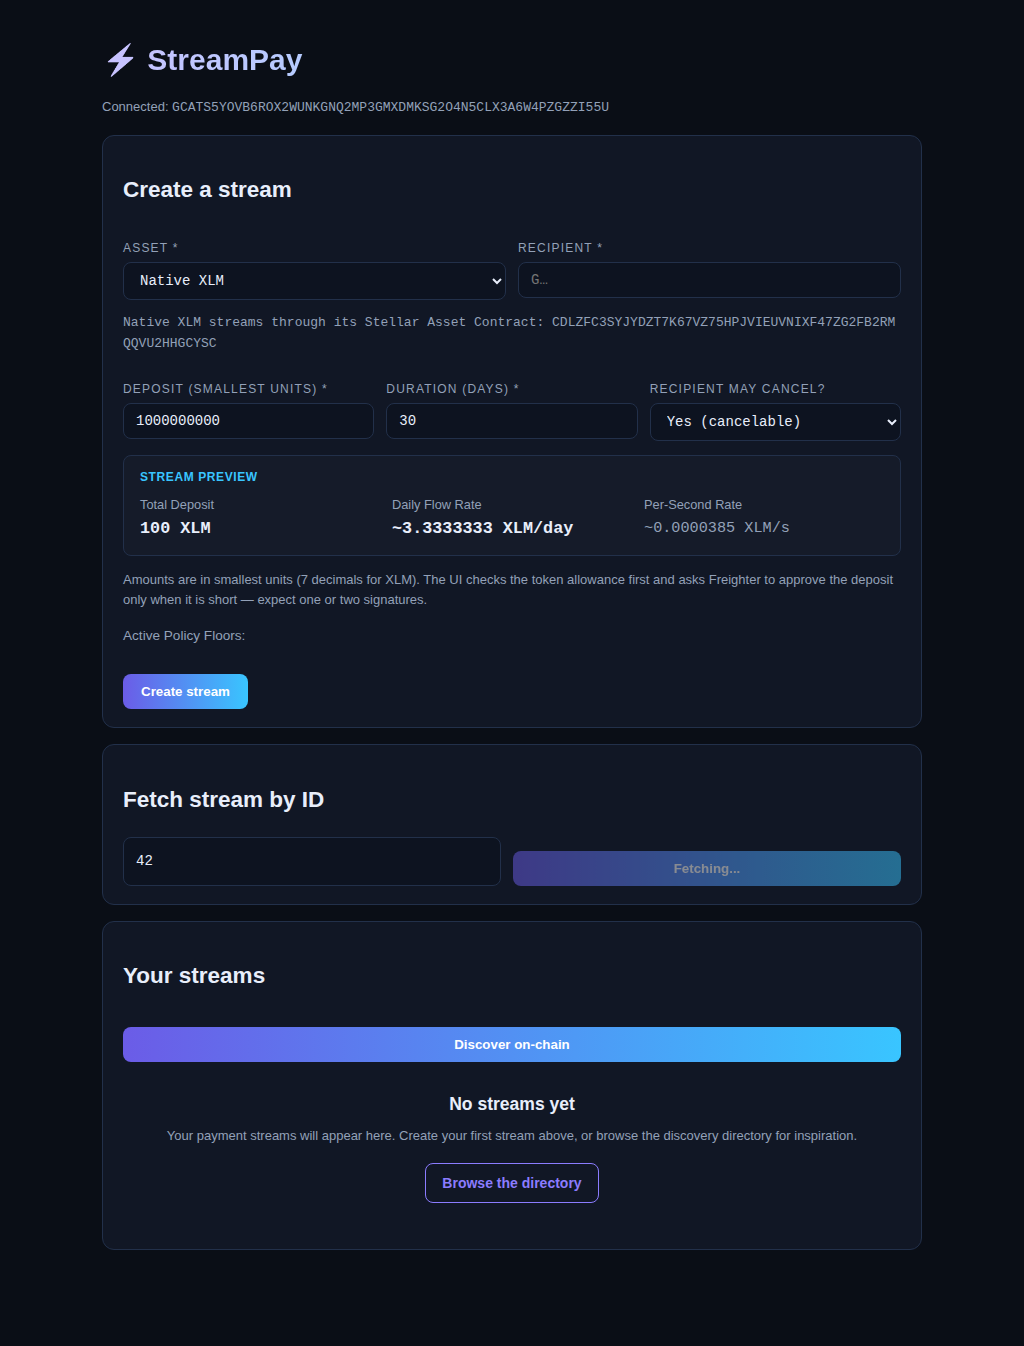 ⚡ StreamPay
Connected: GCATS5YOVB6ROX2WUNKGNQ2MP3GMXDMKSG2O4N5CLX3A6W4PZGZZI55U
Create a stream
ASSET *
RECIPIENT *
Native XLM
G…
Native XLM streams through its Stellar Asset Contract: CDLZFC3SYJYDZT7K67VZ75HPJVIEUVNIXF47ZG2FB2RM
QQVU2HHGCYSC
DEPOSIT (SMALLEST UNITS) *
DURATION (DAYS) *
RECIPIENT MAY CANCEL?
1000000000
30
Yes (cancelable)
STREAM PREVIEW
Total Deposit
Daily Flow Rate
Per-Second Rate
100 XLM
~3.3333333 XLM/day
~0.0000385 XLM/s
Amounts are in smallest units (7 decimals for XLM). The UI checks the token allowance first and asks Freighter to approve the deposit
only when it is short — expect one or two signatures.
Active Policy Floors:
Create stream
Fetch stream by ID
42
Fetching...
Your streams
Discover on-chain
No streams yet
Your payment streams will appear here. Create your first stream above, or browse the discovery directory for inspiration.
Browse the directory